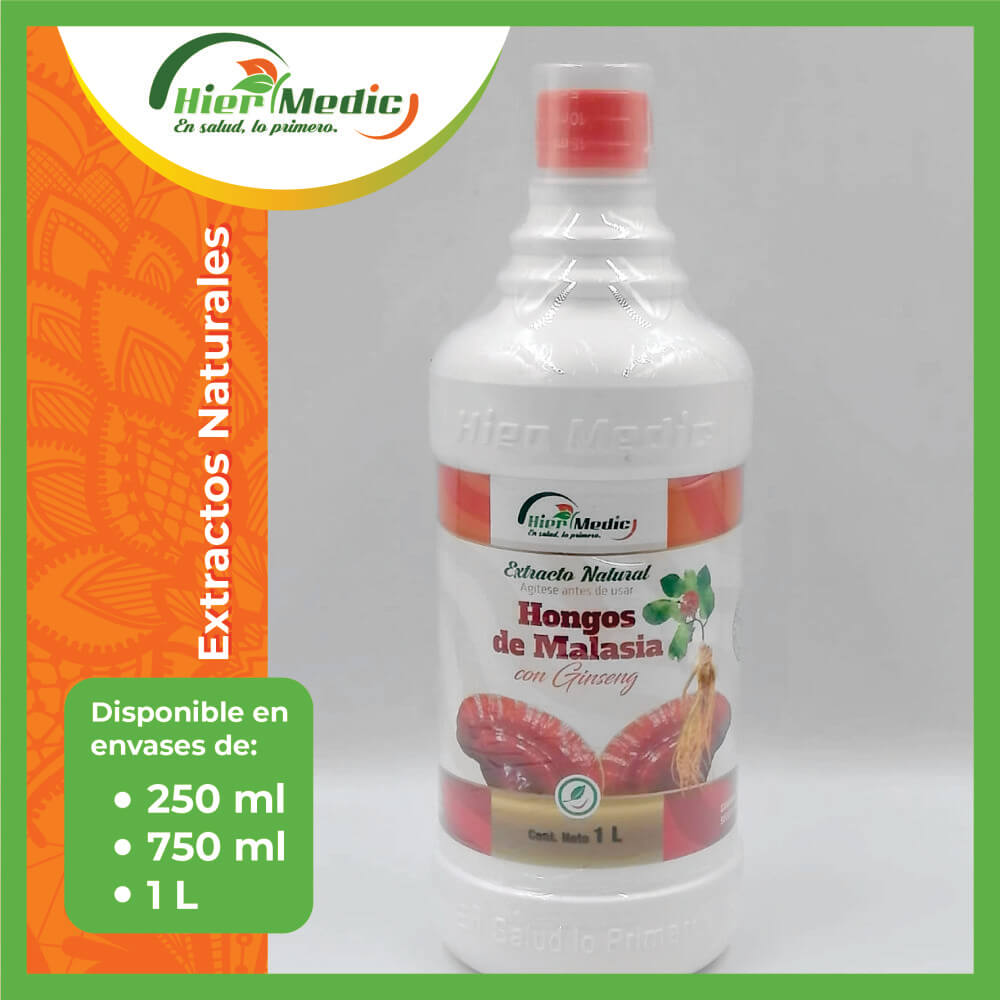 Hier Medic
En salud, lo primero.
Extractos Naturales
Disponible en
envases de:
• 250 ml
• 750 ml
• 1 L
Hier Medic
Hier Medic
En salud, lo primero.
Extracto Natural
Agítese antes de usar
Hongos
de Malasia
con Ginseng
Cont. Neto 1 L
En Salud lo Primero